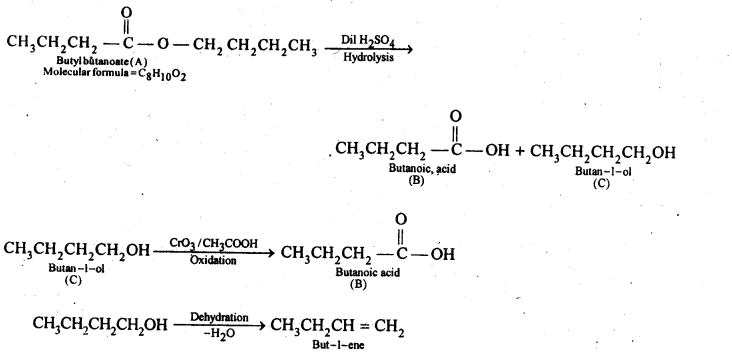 O
||
CH₃CH₂CH₂ — C — O — CH₂CH₂CH₂CH₃ Dil H₂SO₄ Hydrolysis →
Butyl bûtanoate (A)
Molecular formula = C₈H₁₀O₂
O
||
CH₃CH₂CH₂ — C — OH + CH₃CH₂CH₂CH₂OH
Butanoic, acid Butan–1–ol
(B) (C)
O
||
CH₃CH₂CH₂CH₂OH CrO₃/CH₃COOH Oxidation → CH₃CH₂CH₂ — C — OH
Butan–1–ol Butanoic acid
(C) (B)
CH₃CH₂CH₂CH₂OH Dehydration –H₂O → CH₃CH₂CH = CH₂
But–1–ene